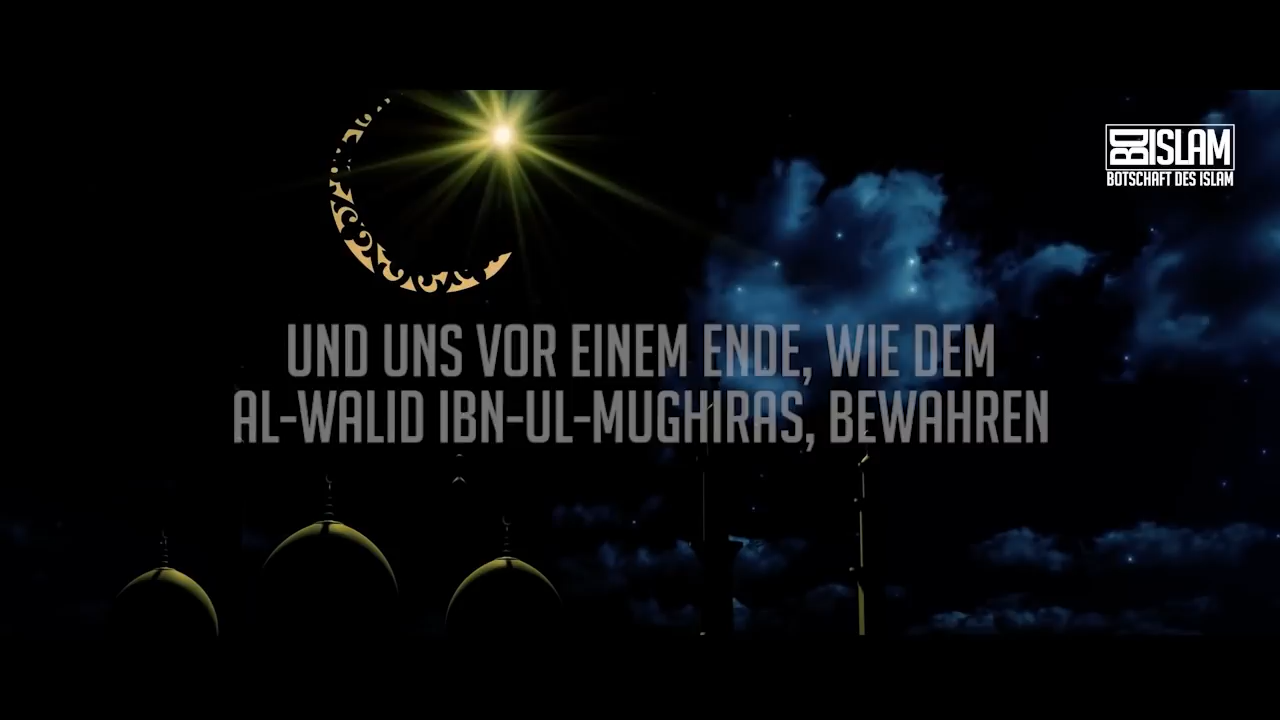 BDISLAM
BOTSCHAFT DES ISLAM
UND UNS VOR EINEM ENDE, WIE DEM
AL-WALID IBN-UL-MUGHIRAS, BEWAHREN